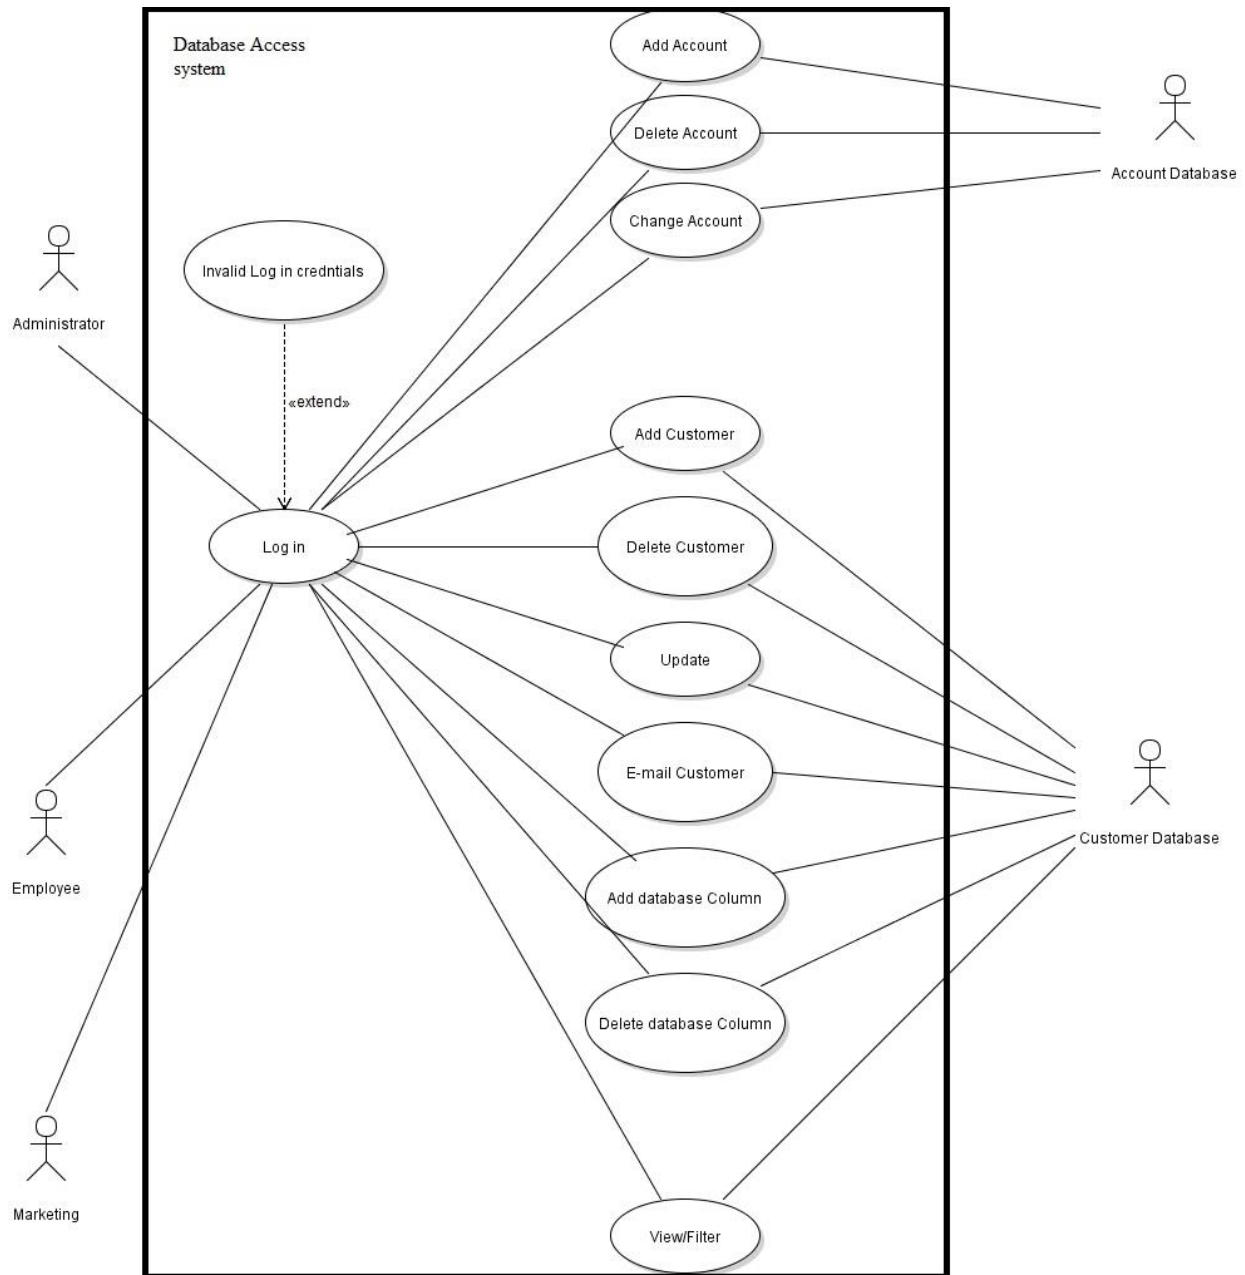 Database Access
system
Add Account
Delete Account
Account Database
Change Account
Invalid Log in credntials
Administrator
«extend»
Add Customer
Log in
Delete Customer
Update
E-mail Customer
Customer Database
Employee
Add database Column
Delete database Column
Marketing
View/Filter